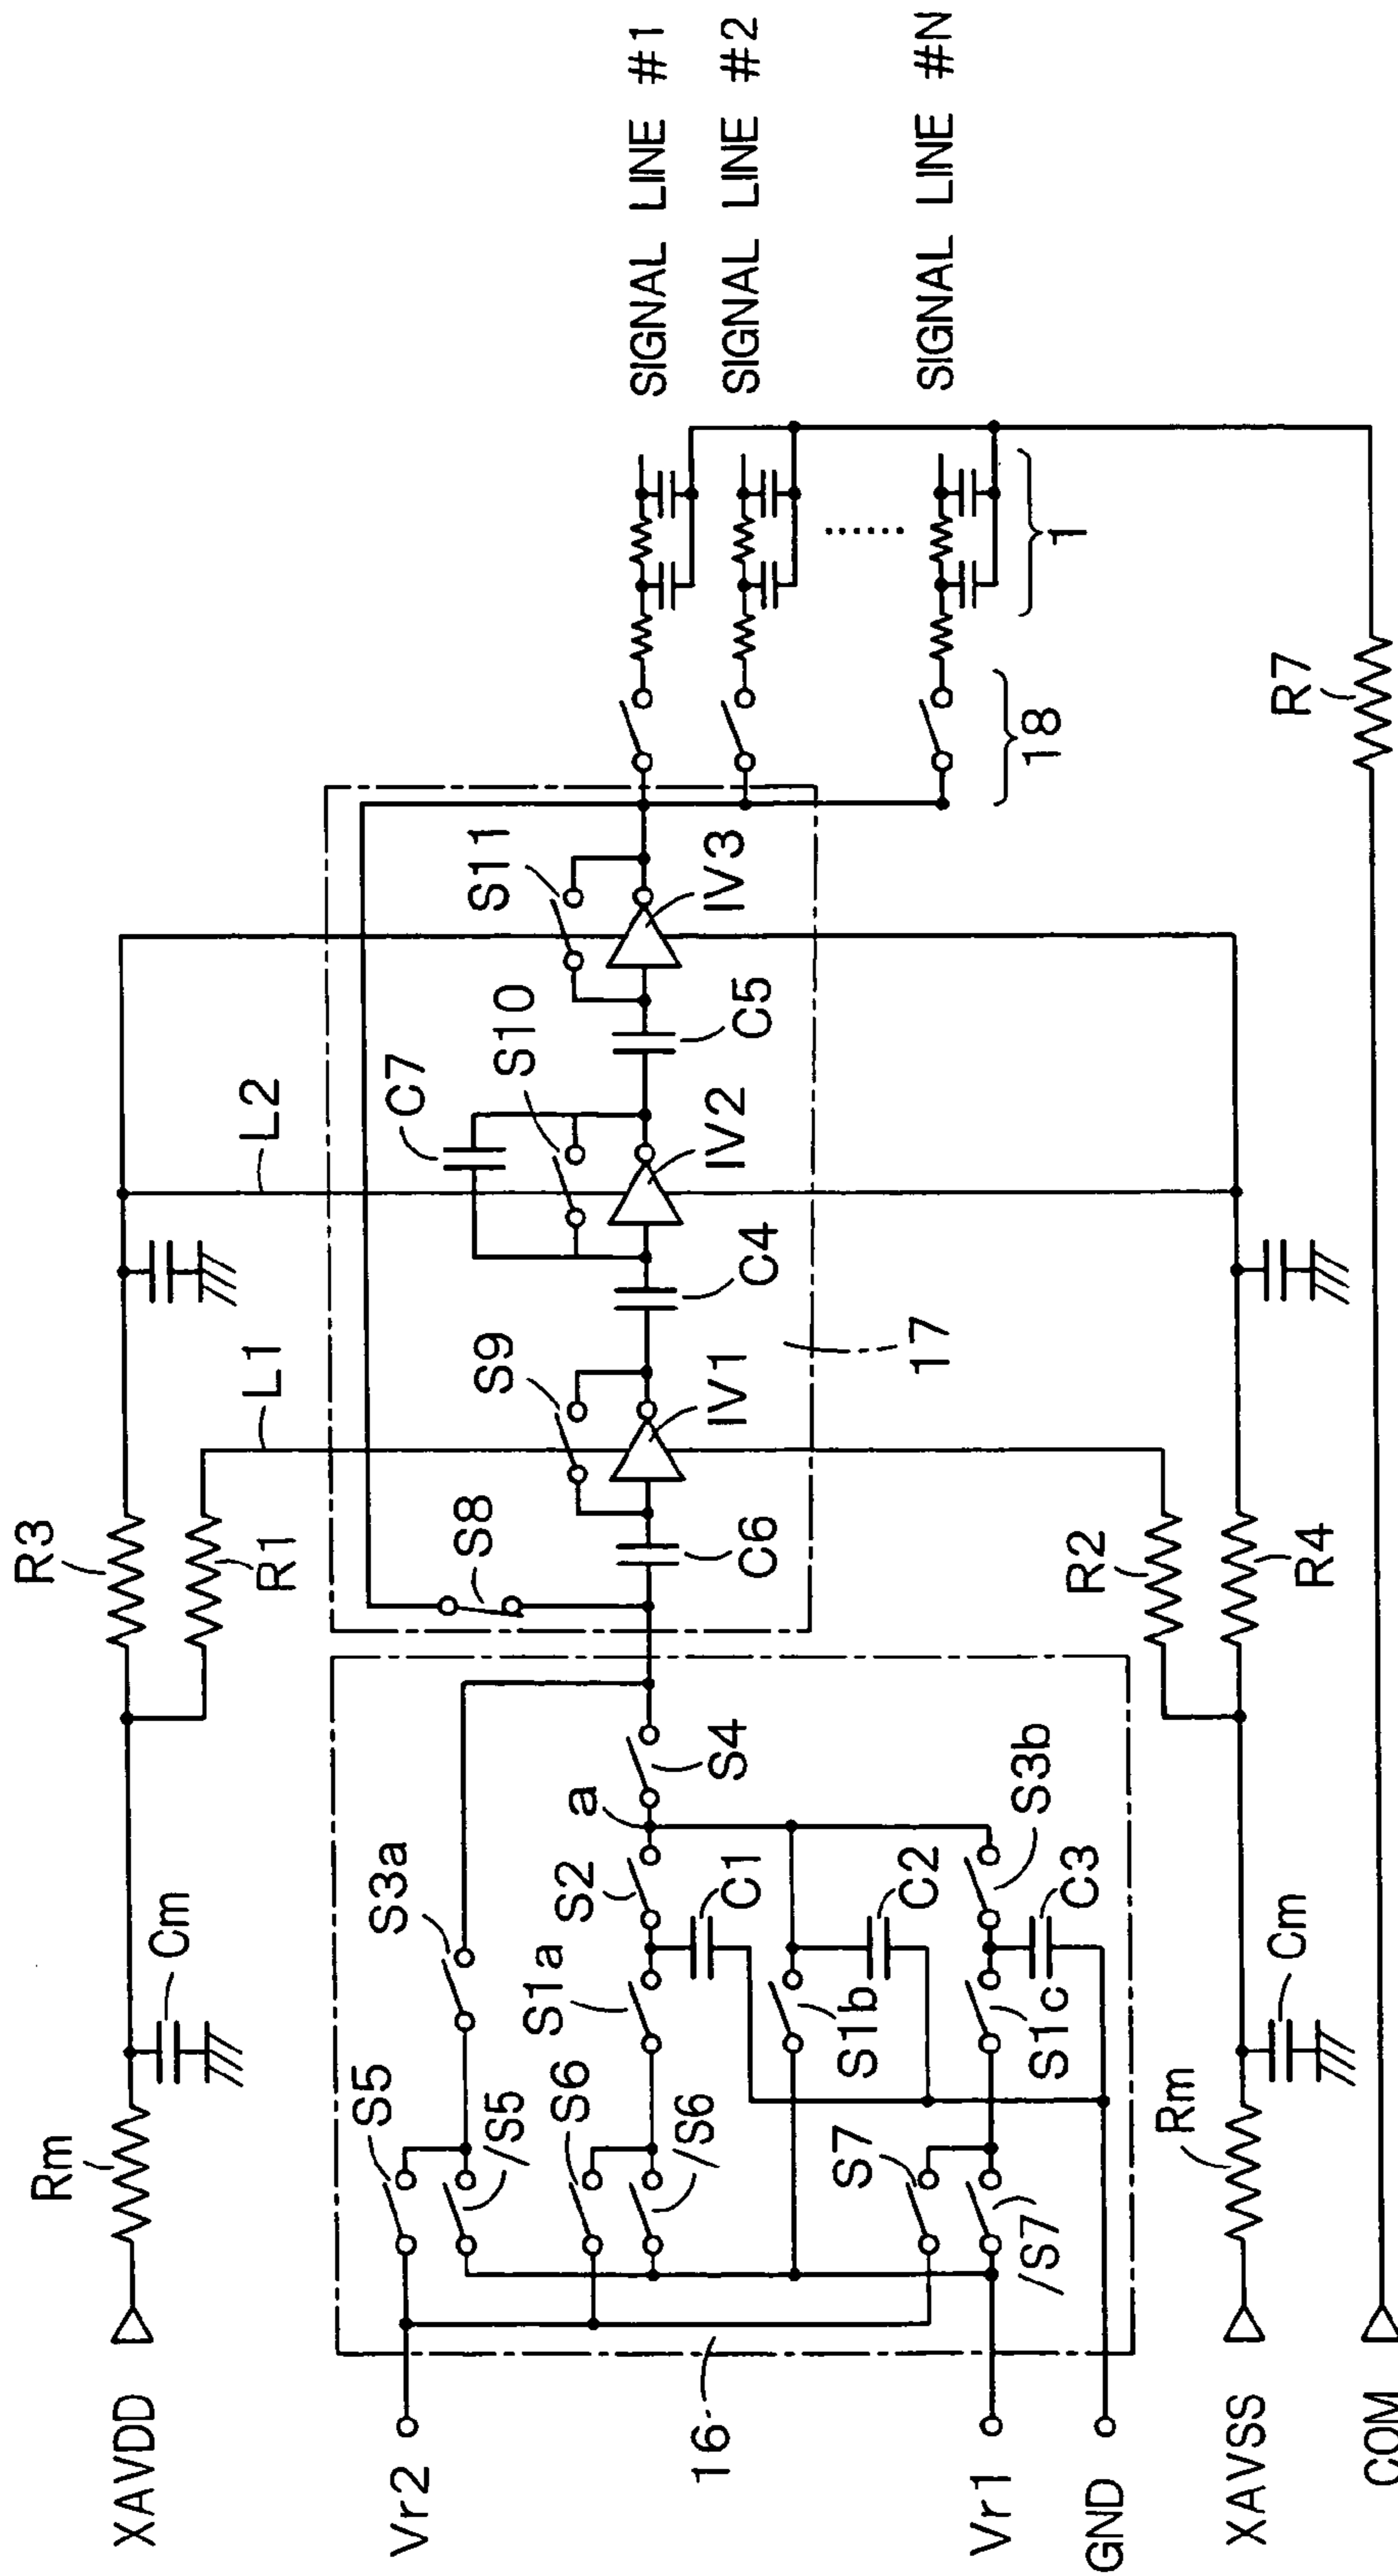 XAVDD
Rm
Cm
R3
R1
L1
L2
Vr2
16
S5
/S5
S3a
S6
/S6
S1a
S2
C1
a
S4
S1b
C2
S7
/S7
S1c
S3b
C3
Vr1
GND
S8
C6
S9
IV1
C4
17
C7
S10
IV2
C5
S11
IV3
18
1
SIGNAL LINE #1
SIGNAL LINE #2
......
SIGNAL LINE #N
XAVSS
Rm
Cm
R2
R4
COM
R7